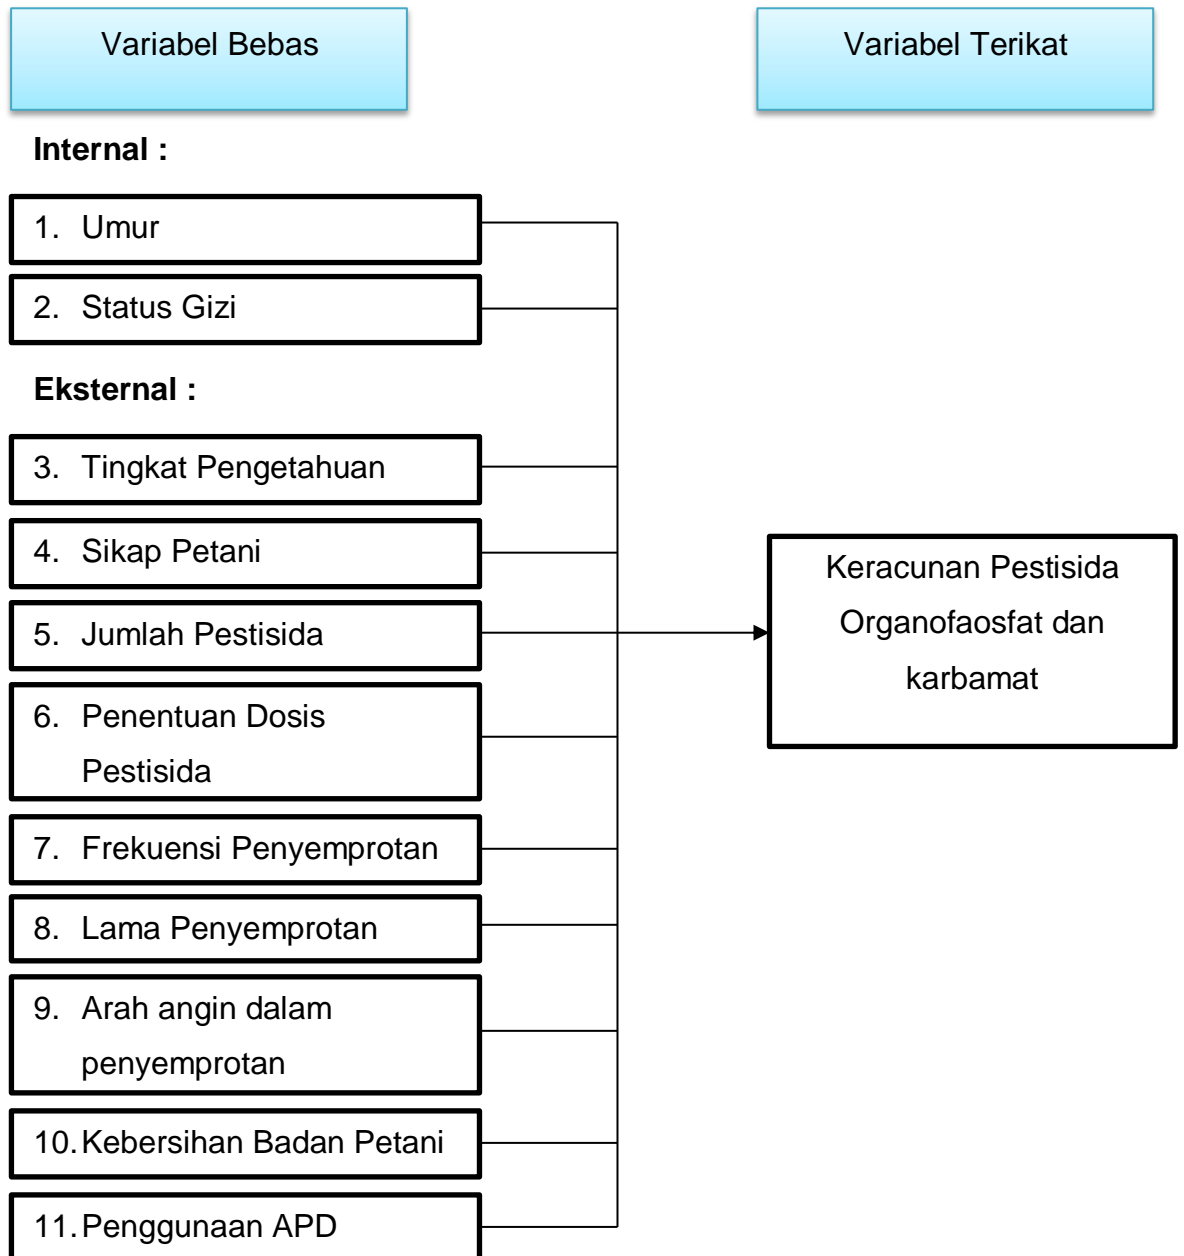 Variabel Bebas
Variabel Terikat
Internal :
1. Umur
2. Status Gizi
Eksternal :
3. Tingkat Pengetahuan
4. Sikap Petani
5. Jumlah Pestisida
6. Penentuan Dosis
Pestisida
7. Frekuensi Penyemprotan
8. Lama Penyemprotan
9. Arah angin dalam
penyemprotan
10. Kebersihan Badan Petani
11. Penggunaan APD
Keracunan Pestisida
Organofaosfat dan
karbamat